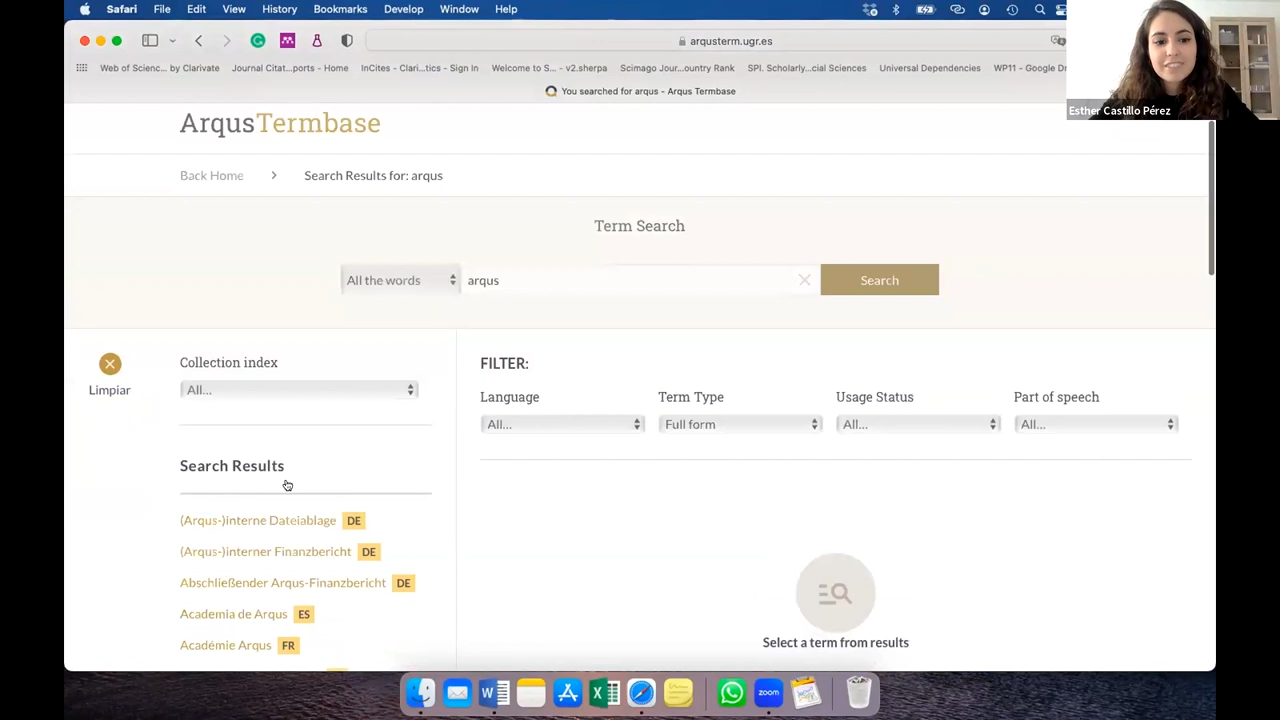 Safari File Edit View History Bookmarks Develop Window Help
arqusterm.ugr.es
Web of Scienc... by Clarivate Journal Citat...ports - Home InCites - Clari...tics - Sign In Welcome to S... - v2.sherpa Scimago Jour...ountry Rank SPI. Scholarly...cial Sciences Universal Dependencies WP11 - Google Dr
You searched for arqus - Arqus Termbase
Esther Castillo Pérez
ArqusTermbase
Back Home > Search Results for: arqus
Term Search
All the words arqus Search
Limpiar
Collection index
All...
Search Results
(Arqus-)interne Dateiablage DE
(Arqus-)interner Finanzbericht DE
Abschließender Arqus-Finanzbericht DE
Academia de Arqus ES
Académie Arqus FR
FILTER:
Language Term Type Usage Status Part of speech
All... Full form All... All...
Select a term from results
zoom